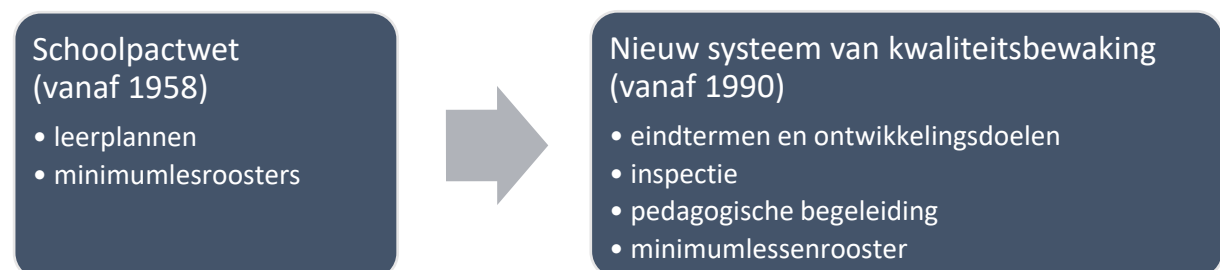 Schoolpactwet
(vanaf 1958)
• leerplannen
• minimumlesroosters
Nieuw systeem van kwaliteitsbewaking
(vanaf 1990)
• eindtermen en ontwikkelingsdoelen
• inspectie
• pedagogische begeleiding
• minimumlessenrooster